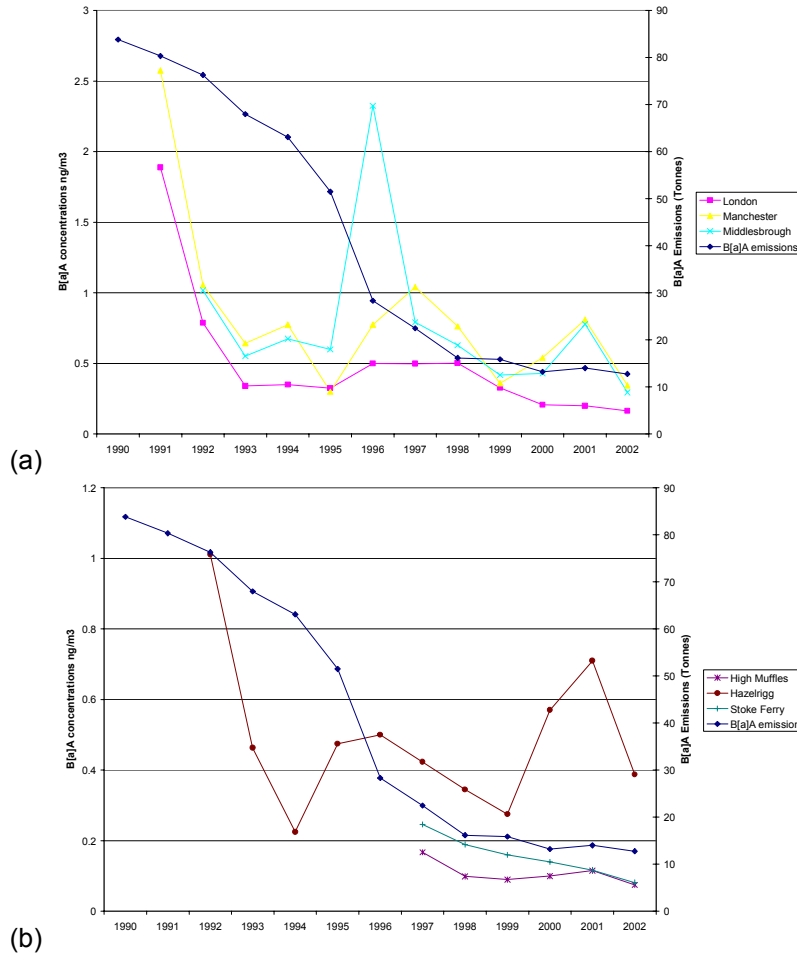 3
2.5
2
1.5
1
0.5
0
B[a]A concentrations ng/m3
90
80
70
60
50
40
30
20
10
0
B[a]A Emissions (Tonnes)
London
Manchester
Middlesbrough
B[a]A emissions
1990 1991 1992 1993 1994 1995 1996 1997 1998 1999 2000 2001 2002
(a)
1.2
1
0.8
0.6
0.4
0.2
0
B[a]A concentrations ng/m3
90
80
70
60
50
40
30
20
10
0
B[a]A Emissions (Tonnes)
High Muffles
Hazelrigg
Stoke Ferry
B[a]A emission
1990 1991 1992 1993 1994 1995 1996 1997 1998 1999 2000 2001 2002
(b)